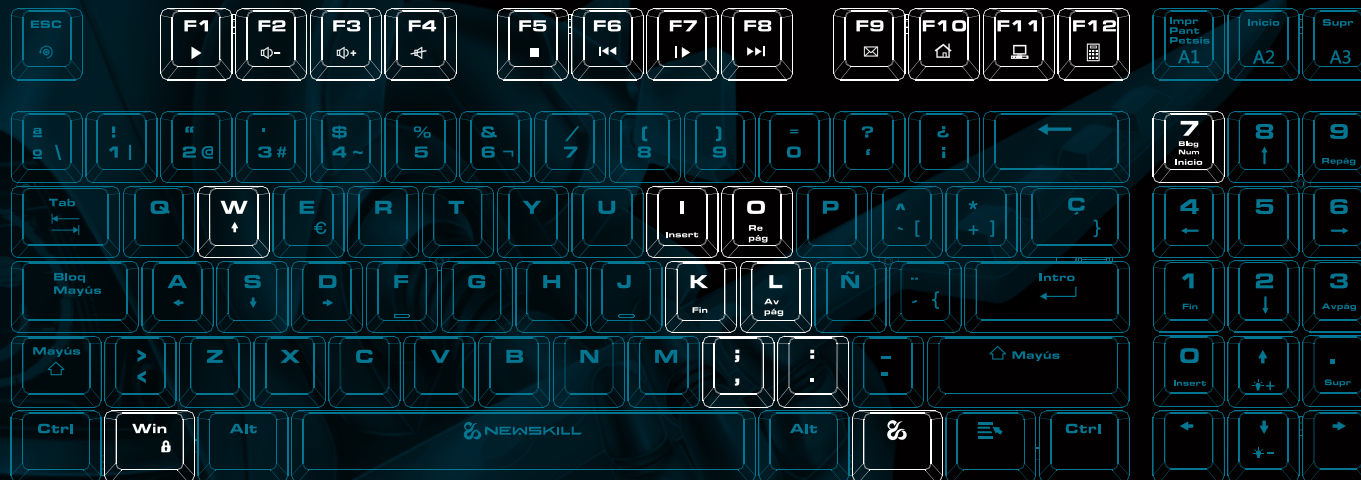 ESC F1 F2 F3 F4 F5 F6 F7 F8 F9 F10 F11 F12 Impr Inicio Supr
Pant
Petsis
A1 A2 A3
ª ! " · $ % & / ( ) = ? ¿ 7 8 9
º \ 1 | 2 @ 3 # 4 ~ 5 6 ¬ 7 8 9 0 ' ¡ Bloq
Num
Inicio Repág
Tab Q W E R T Y U I O P ^ * Ç 4 5 6
€ Insert Re ` [ + ] }
pág
Bloq A S D F G H J K L Ñ ¨ Intro 1 2 3
Mayús Fin Av ´ { Fin Avpág
pág
Mayús > Z X C V B N M ; : - Mayús 0 .
< , . - Insert + Supr
Ctrl Win Alt NEWSKILL Alt Ctrl
-